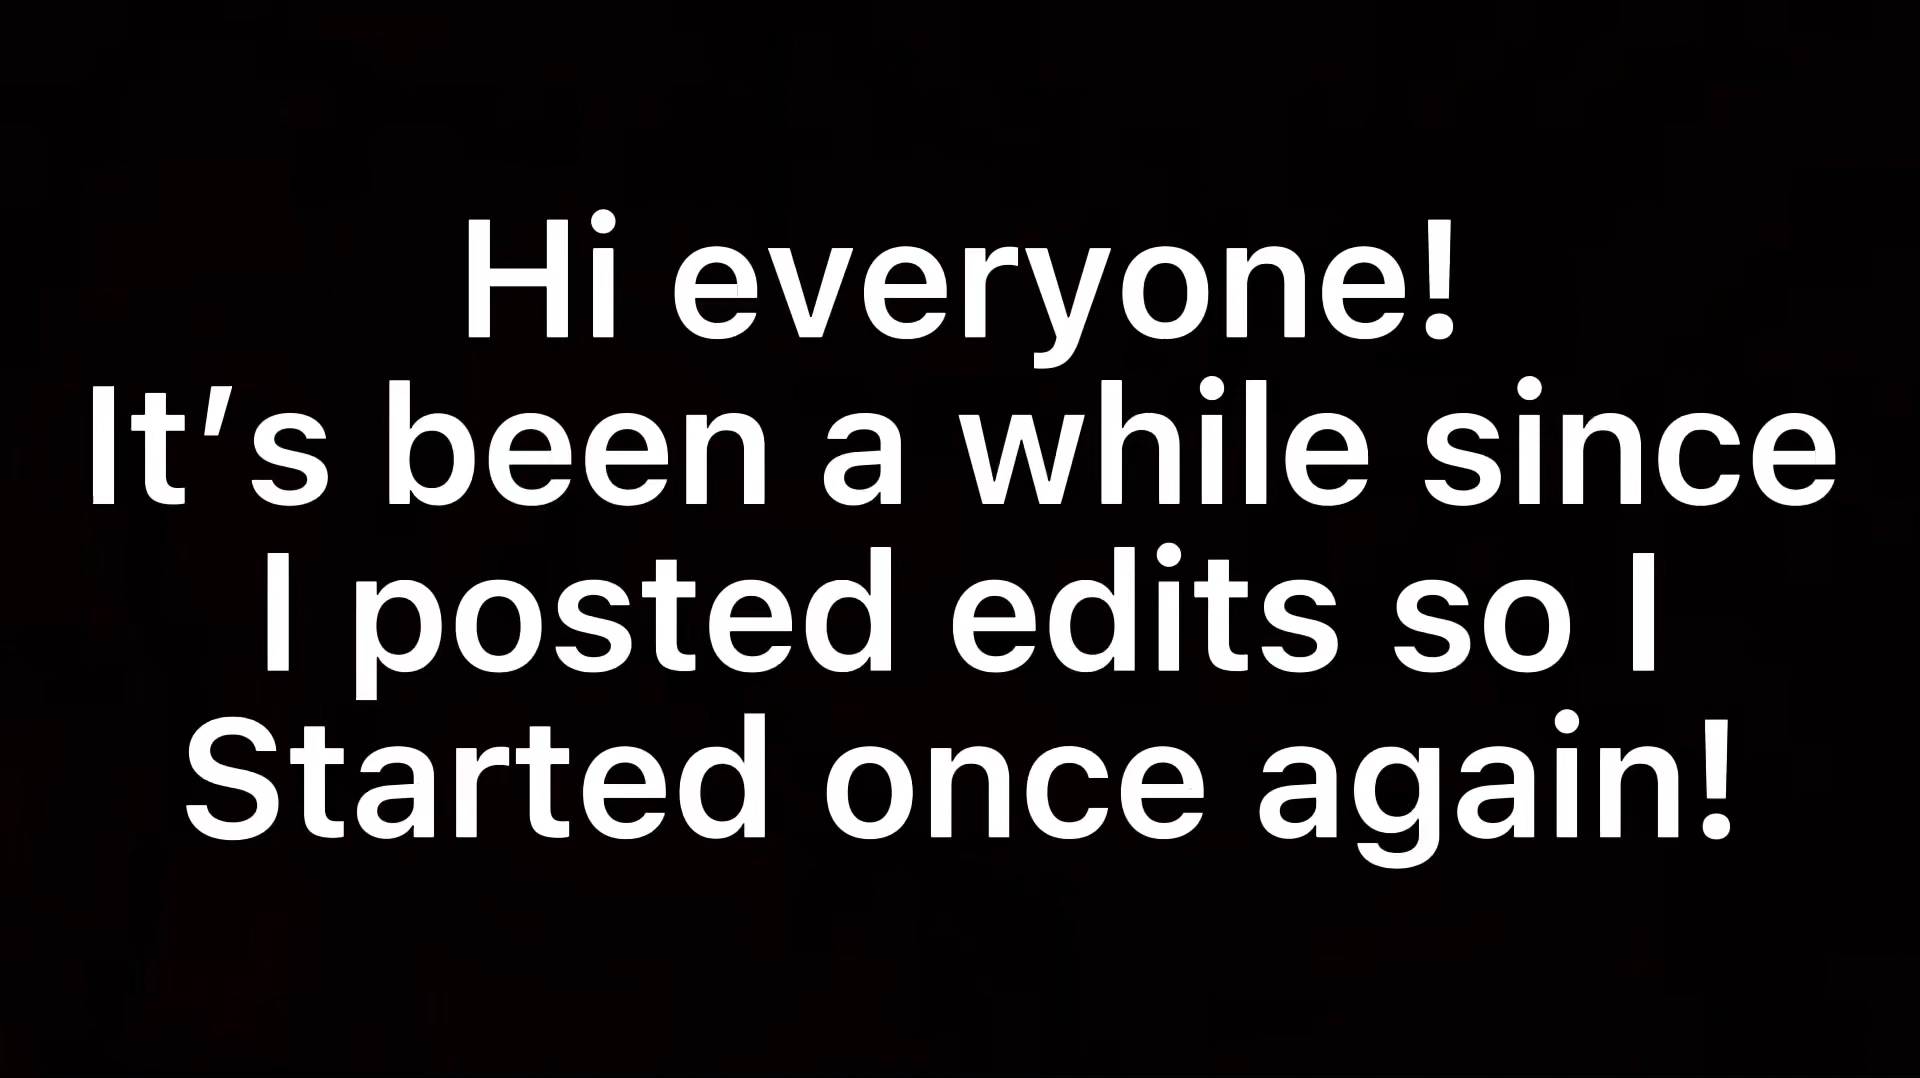 Hi everyone!
It’s been a while since
I posted edits so I
Started once again!